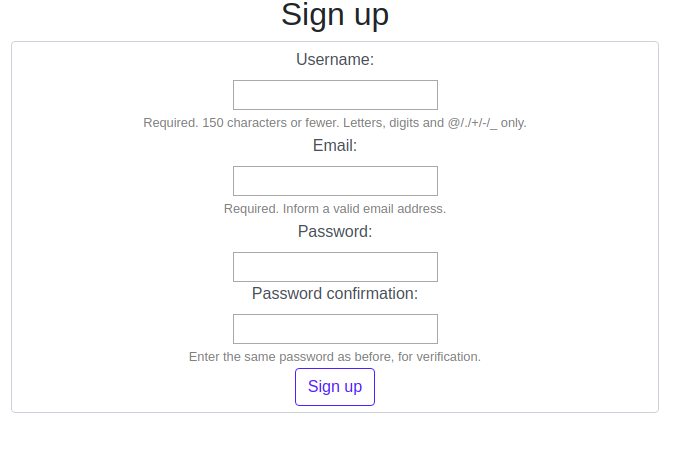 Sign up
Username:
Required. 150 characters or fewer. Letters, digits and @/./+/-/_ only.
Email:
Required. Inform a valid email address.
Password:
Password confirmation:
Enter the same password as before, for verification.
Sign up